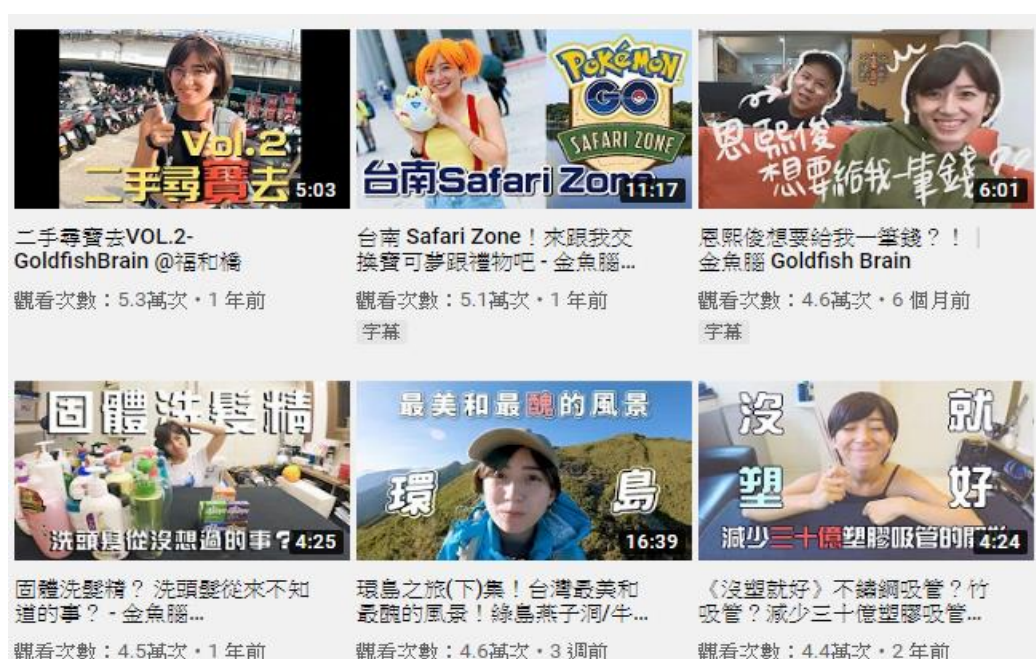 Vol.2
二手尋寶去
5:03
POKÉMON
GO
SAFARI ZONE
台南Safari Zone
11:17
恩熙俊
想要給我一筆錢??
6:01
二手尋寶去VOL.2-
GoldfishBrain @福和橋
觀看次數：5.3萬次・1 年前
台南 Safari Zone！來跟我交
換寶可夢跟禮物吧 - 金魚腦...
觀看次數：5.1萬次・1 年前
字幕
恩熙俊想要給我一筆錢？！｜
金魚腦 Goldfish Brain
觀看次數：4.6萬次・6 個月前
字幕
固體洗髮精
洗頭髮從沒想過的事？
4:25
最美和最醜的風景
環島
16:39
沒塑就好
減少三十億塑膠吸管的
4:24
固體洗髮精？ 洗頭髮從來不知
道的事？ - 金魚腦...
觀看次數：4.5萬次・1 年前
環島之旅(下)集！台灣最美和
最醜的風景！綠島燕子洞/牛...
觀看次數：4.6萬次・3 週前
《沒塑就好》不鏽鋼吸管？竹
吸管？減少三十億塑膠吸管...
觀看次數：4.4萬次・2 年前